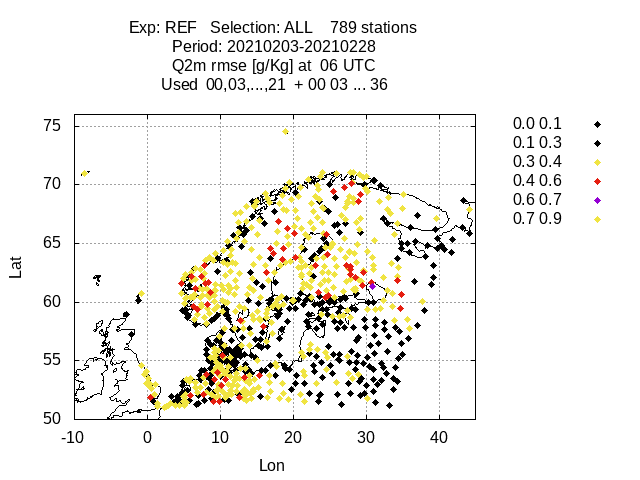 Exp: REF   Selection: ALL    789 stations
Period: 20210203-20210228
Q2m rmse [g/Kg] at  06 UTC
Used  00,03,...,21  + 00 03 ... 36
0.0 0.1
0.1 0.3
0.3 0.4
0.4 0.6
0.6 0.7
0.7 0.9
75
70
65
60
55
50
Lat
-10 0 10 20 30 40
Lon